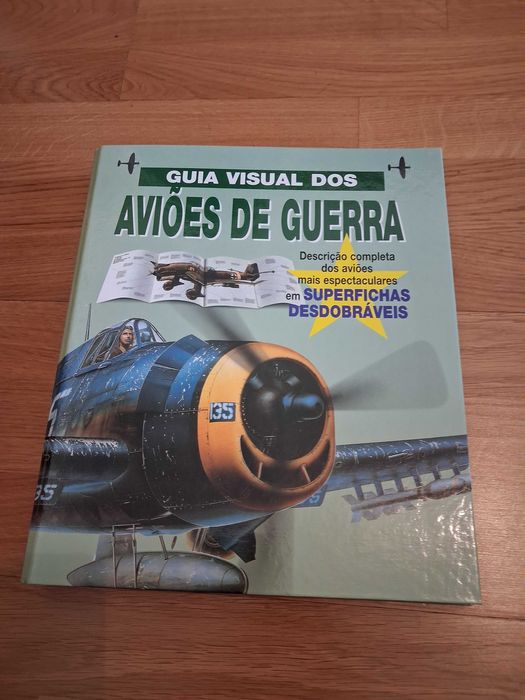 GUIA VISUAL DOS
AVIÕES DE GUERRA
Descrição completa
dos aviões
mais espectaculares
em SUPERFICHAS
DESDOBRÁVEIS
35